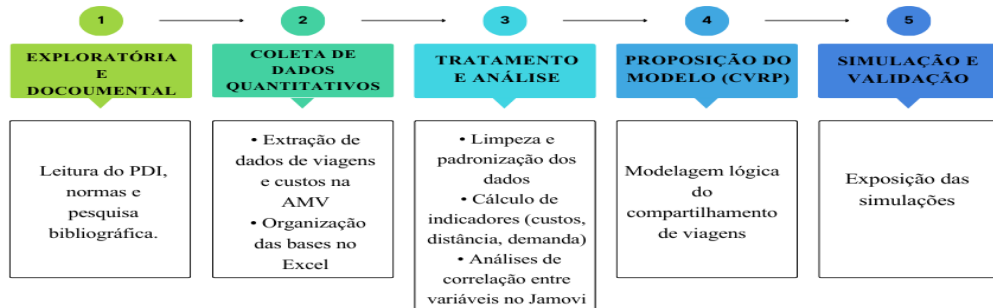 1
2
3
4
5
EXPLORATÓRIA
E
DOCOUMENTAL
COLETA DE
DADOS
QUANTITATIVOS
TRATAMENTO
E ANÁLISE
PROPOSIÇÃO DO
MODELO (CVRP)
SIMULAÇÃO E
VALIDAÇÃO
Leitura do PDI,
normas e
pesquisa
bibliográfica.
• Extração de
dados de viagens
e custos na
AMV
• Organização
das bases no
Excel
• Limpeza e
padronização dos
dados
• Cálculo de
indicadores (custos,
distância, demanda)
• Análises de
correlação entre
variáveis no Jamovi
Modelagem lógica
do
compartilhamento
de viagens
Exposição das
simulações